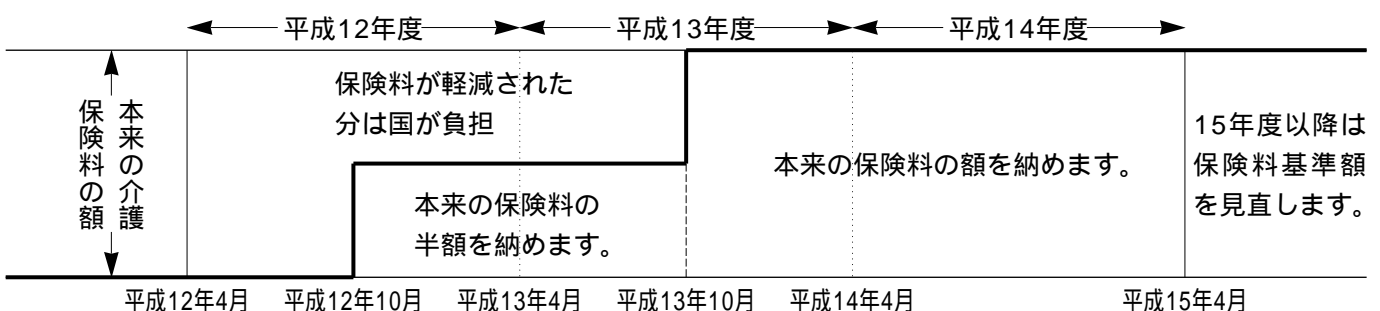 平成12年度
平成13年度
平成14年度
本来の介護
保険料の額
保険料が軽減された
分は国が負担
本来の保険料の
半額を納めます。
本来の保険料の額を納めます。
15年度以降は
保険料基準額
を見直します。
平成12年4月
平成12年10月
平成13年4月
平成13年10月
平成14年4月
平成15年4月